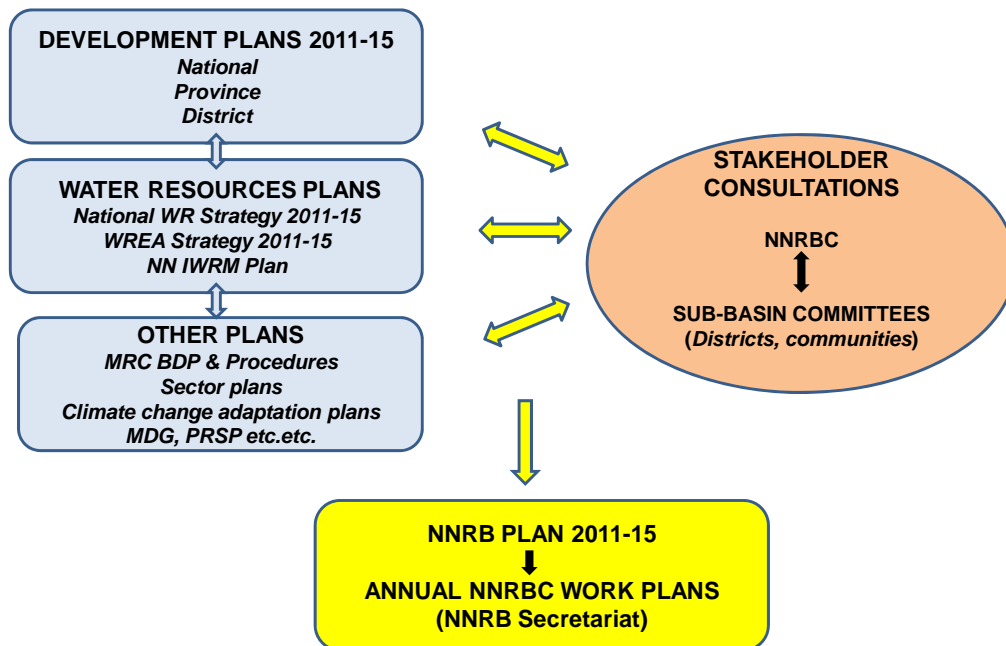 DEVELOPMENT PLANS 2011-15
National
Province
District
WATER RESOURCES PLANS
National WR Strategy 2011-15
WREA Strategy 2011-15
NN IWRM Plan
OTHER PLANS
MRC BDP & Procedures
Sector plans
Climate change adaptation plans
MDG, PRSP etc.etc.
STAKEHOLDER
CONSULTATIONS
NNRBC
SUB-BASIN COMMITTEES
(Districts, communities)
NNRB PLAN 2011-15
ANNUAL NNRBC WORK PLANS
(NNRB Secretariat)